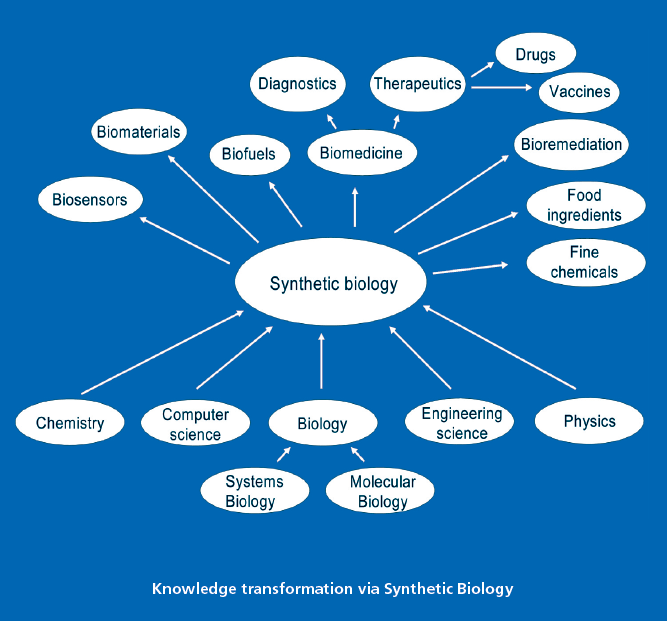 Drugs
Diagnostics
Therapeutics
Vaccines
Biomaterials
Biofuels
Biomedicine
Bioremediation
Biosensors
Food
ingredients
Fine
chemicals
Synthetic biology
Chemistry
Computer
science
Biology
Engineering
science
Physics
Systems
Biology
Molecular
Biology
Knowledge transformation via Synthetic Biology